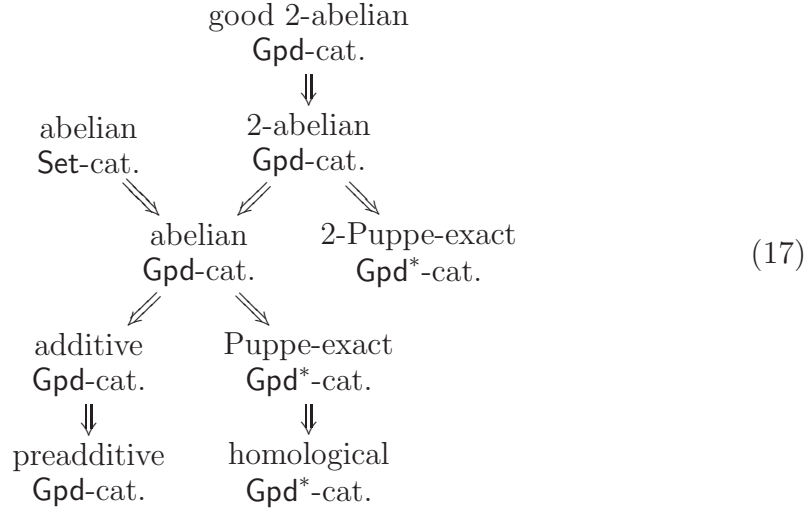 good 2-abelian
Gpd-cat.
abelian
Set-cat.
2-abelian
Gpd-cat.
abelian
Gpd-cat.
2-Puppe-exact
Gpd*-cat.
(17)
additive
Gpd-cat.
Puppe-exact
Gpd*-cat.
preadditive
Gpd-cat.
homological
Gpd*-cat.